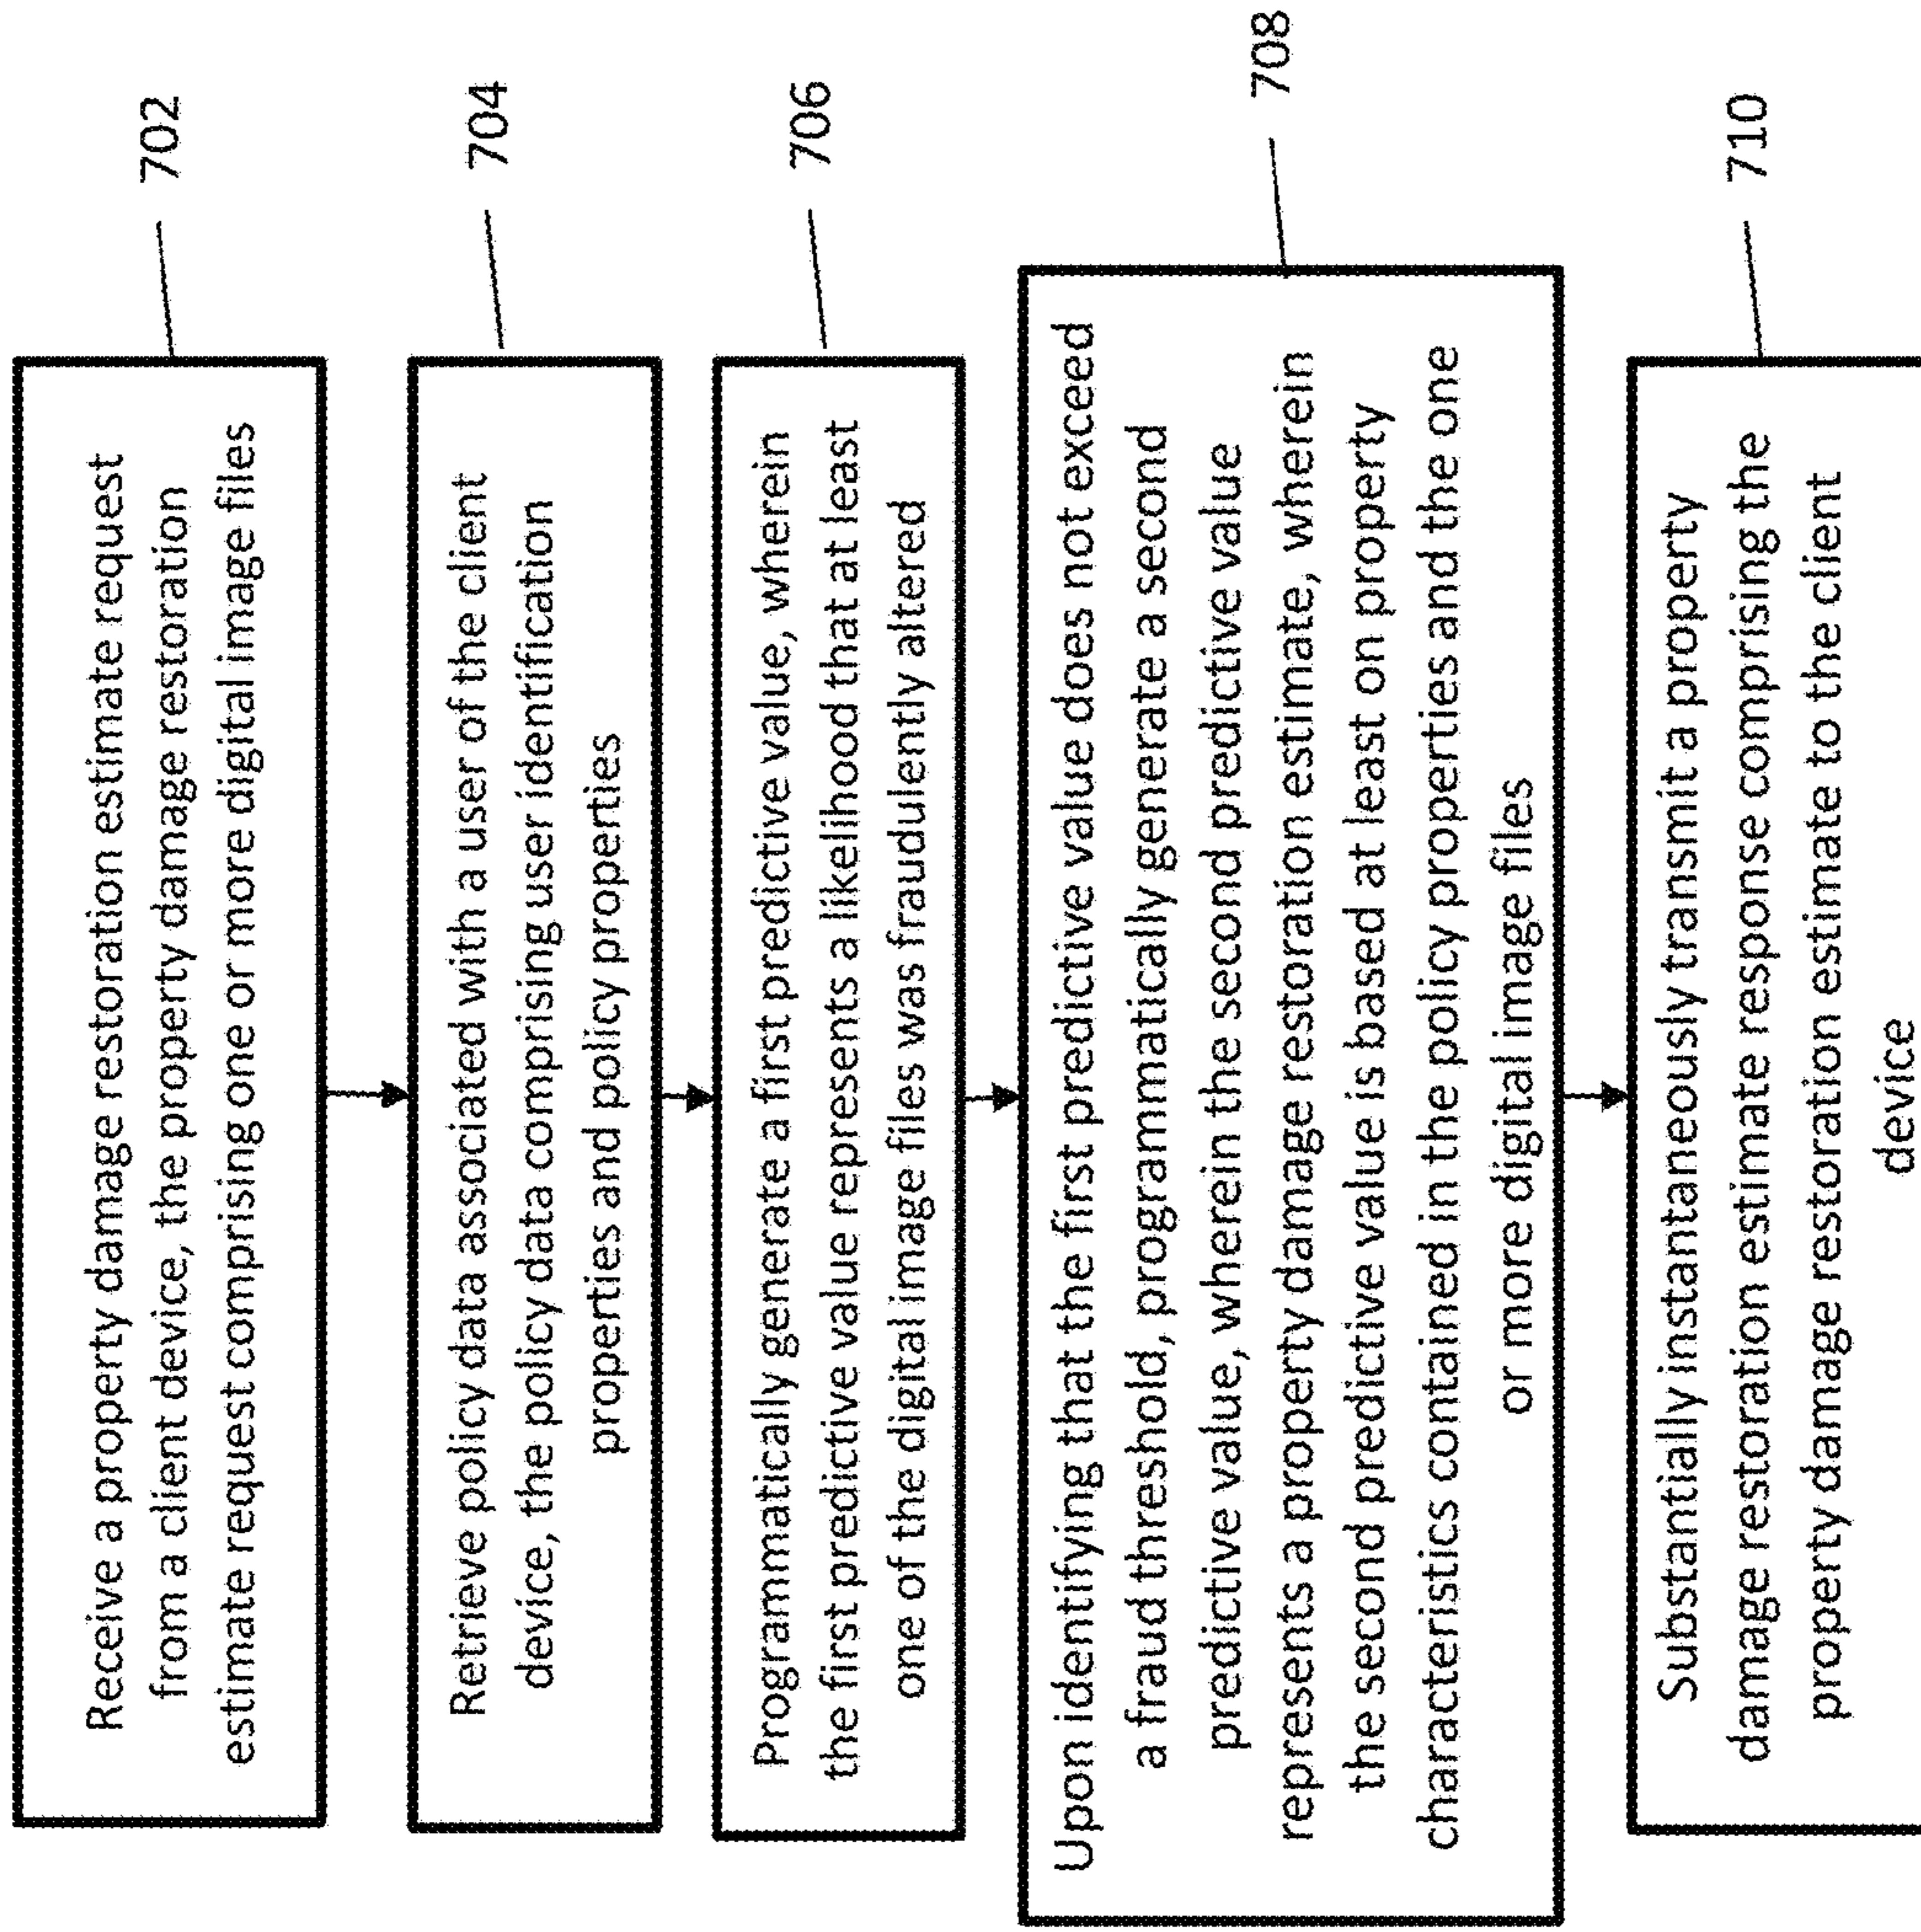 Receive a property damage restoration estimate request
from a client device, the property damage restoration
estimate request comprising one or more digital image files
702
Retrieve policy data associated with a user of the client
device, the policy data comprising user identification
properties and policy properties
704
Programmatically generate a first predictive value, wherein
the first predictive value represents a likelihood that at least
one of the digital image files was fraudulently altered
706
Upon identifying that the first predictive value does not exceed
a fraud threshold, programmatically generate a second
predictive value, wherein the second predictive value
represents a property damage restoration estimate, wherein
the second predictive value is based at least on property
characteristics contained in the policy properties and the one
or more digital image files
708
Substantially instantaneously transmit a property
damage restoration estimate response comprising the
property damage restoration estimate to the client
device
710